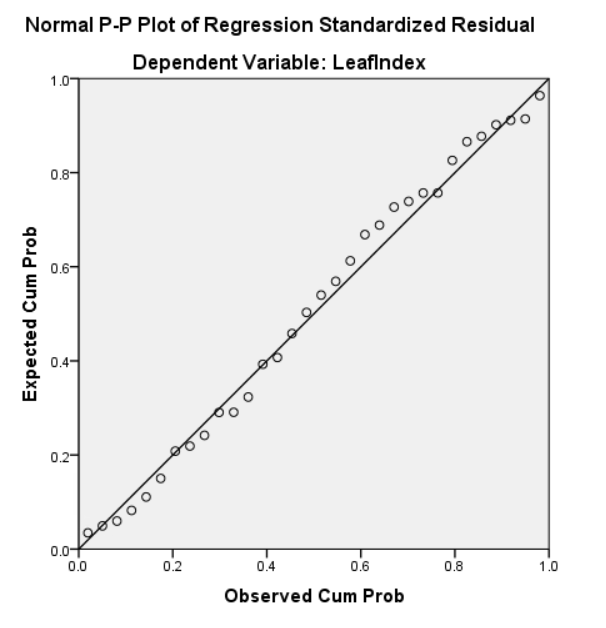 Normal P-P Plot of Regression Standardized Residual
Dependent Variable: LeafIndex
1.0
0.8
0.6
0.4
0.2
0.0
Expected Cum Prob
0.0 0.2 0.4 0.6 0.8 1.0
Observed Cum Prob